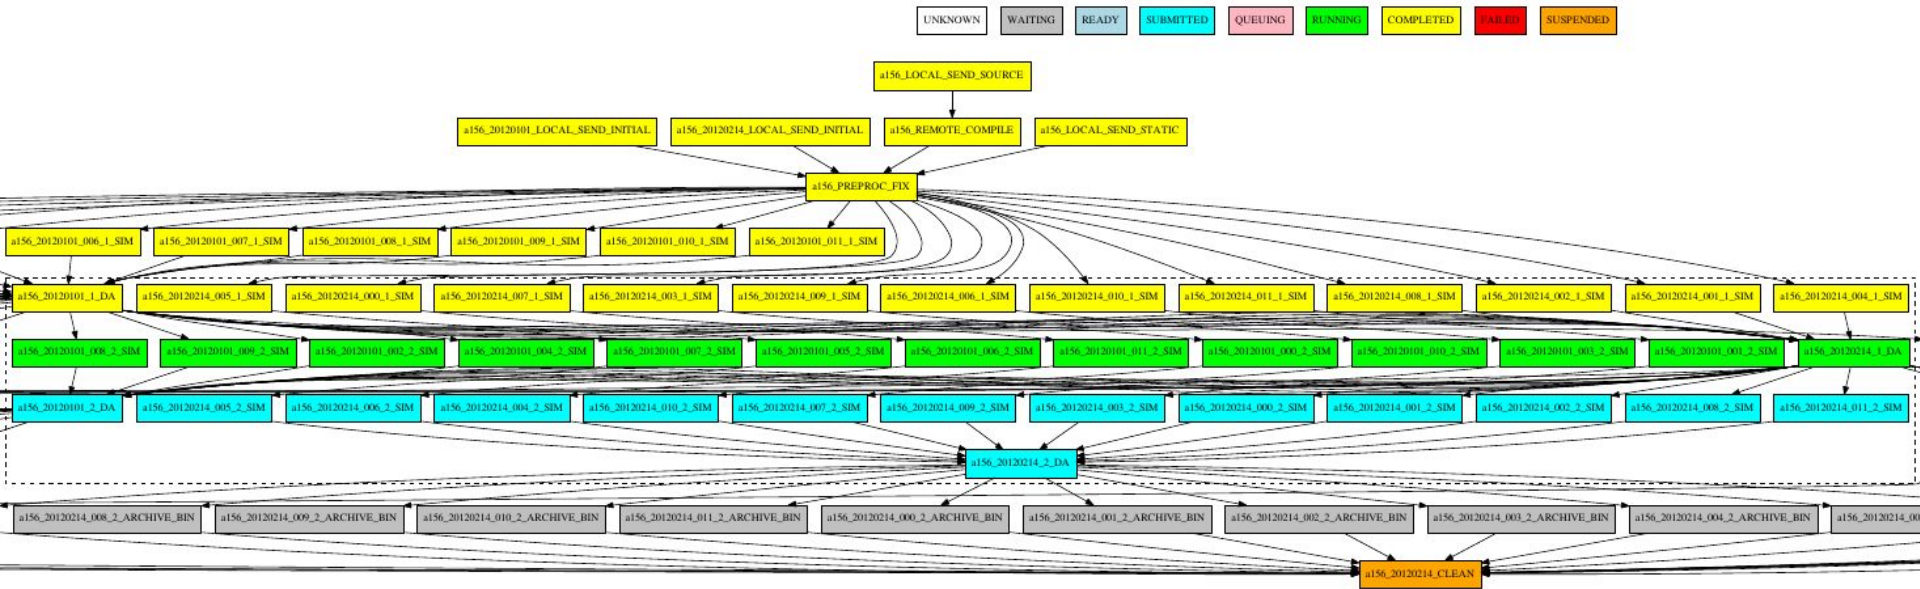 UNKNOWN WAITING READY SUBMITTED QUEUING RUNNING COMPLETED FAILED SUSPENDED
a156_LOCAL_SEND_SOURCE
a156_20120101_LOCAL_SEND_INITIAL a156_20120214_LOCAL_SEND_INITIAL a156_REMOTE_COMPILE a156_LOCAL_SEND_STATIC
a156_PREPROC_FIX
a156_20120101_006_1_SIM a156_20120101_007_1_SIM a156_20120101_008_1_SIM a156_20120101_009_1_SIM a156_20120101_010_1_SIM a156_20120101_011_1_SIM
a156_20120101_1_DA a156_20120214_005_1_SIM a156_20120214_000_1_SIM a156_20120214_007_1_SIM a156_20120214_003_1_SIM a156_20120214_009_1_SIM a156_20120214_006_1_SIM a156_20120214_010_1_SIM a156_20120214_011_1_SIM a156_20120214_008_1_SIM a156_20120214_002_1_SIM a156_20120214_001_1_SIM a156_20120214_004_1_SIM
a156_20120101_008_2_SIM a156_20120101_009_2_SIM a156_20120101_002_2_SIM a156_20120101_004_2_SIM a156_20120101_007_2_SIM a156_20120101_005_2_SIM a156_20120101_006_2_SIM a156_20120101_011_2_SIM a156_20120101_000_2_SIM a156_20120101_010_2_SIM a156_20120101_003_2_SIM a156_20120101_001_2_SIM a156_20120214_1_DA
a156_20120101_2_DA a156_20120214_005_2_SIM a156_20120214_006_2_SIM a156_20120214_004_2_SIM a156_20120214_010_2_SIM a156_20120214_007_2_SIM a156_20120214_009_2_SIM a156_20120214_003_2_SIM a156_20120214_000_2_SIM a156_20120214_001_2_SIM a156_20120214_002_2_SIM a156_20120214_008_2_SIM a156_20120214_011_2_SIM
a156_20120214_2_DA
a156_20120214_008_2_ARCHIVE_BIN a156_20120214_009_2_ARCHIVE_BIN a156_20120214_010_2_ARCHIVE_BIN a156_20120214_011_2_ARCHIVE_BIN a156_20120214_000_2_ARCHIVE_BIN a156_20120214_001_2_ARCHIVE_BIN a156_20120214_002_2_ARCHIVE_BIN a156_20120214_003_2_ARCHIVE_BIN a156_20120214_004_2_ARCHIVE_BIN a156_20120214_00
a156_20120214_CLEAN